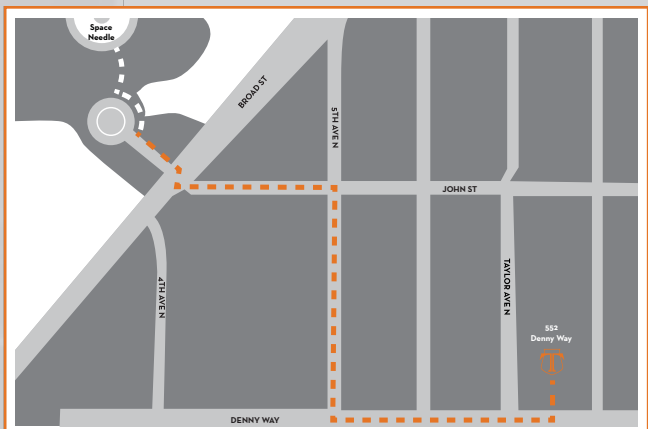 Space
Needle
BROAD ST
5TH AVE N
JOHN ST
4TH AVE N
TAYLOR AVE N
552
Denny Way
T
DENNY WAY